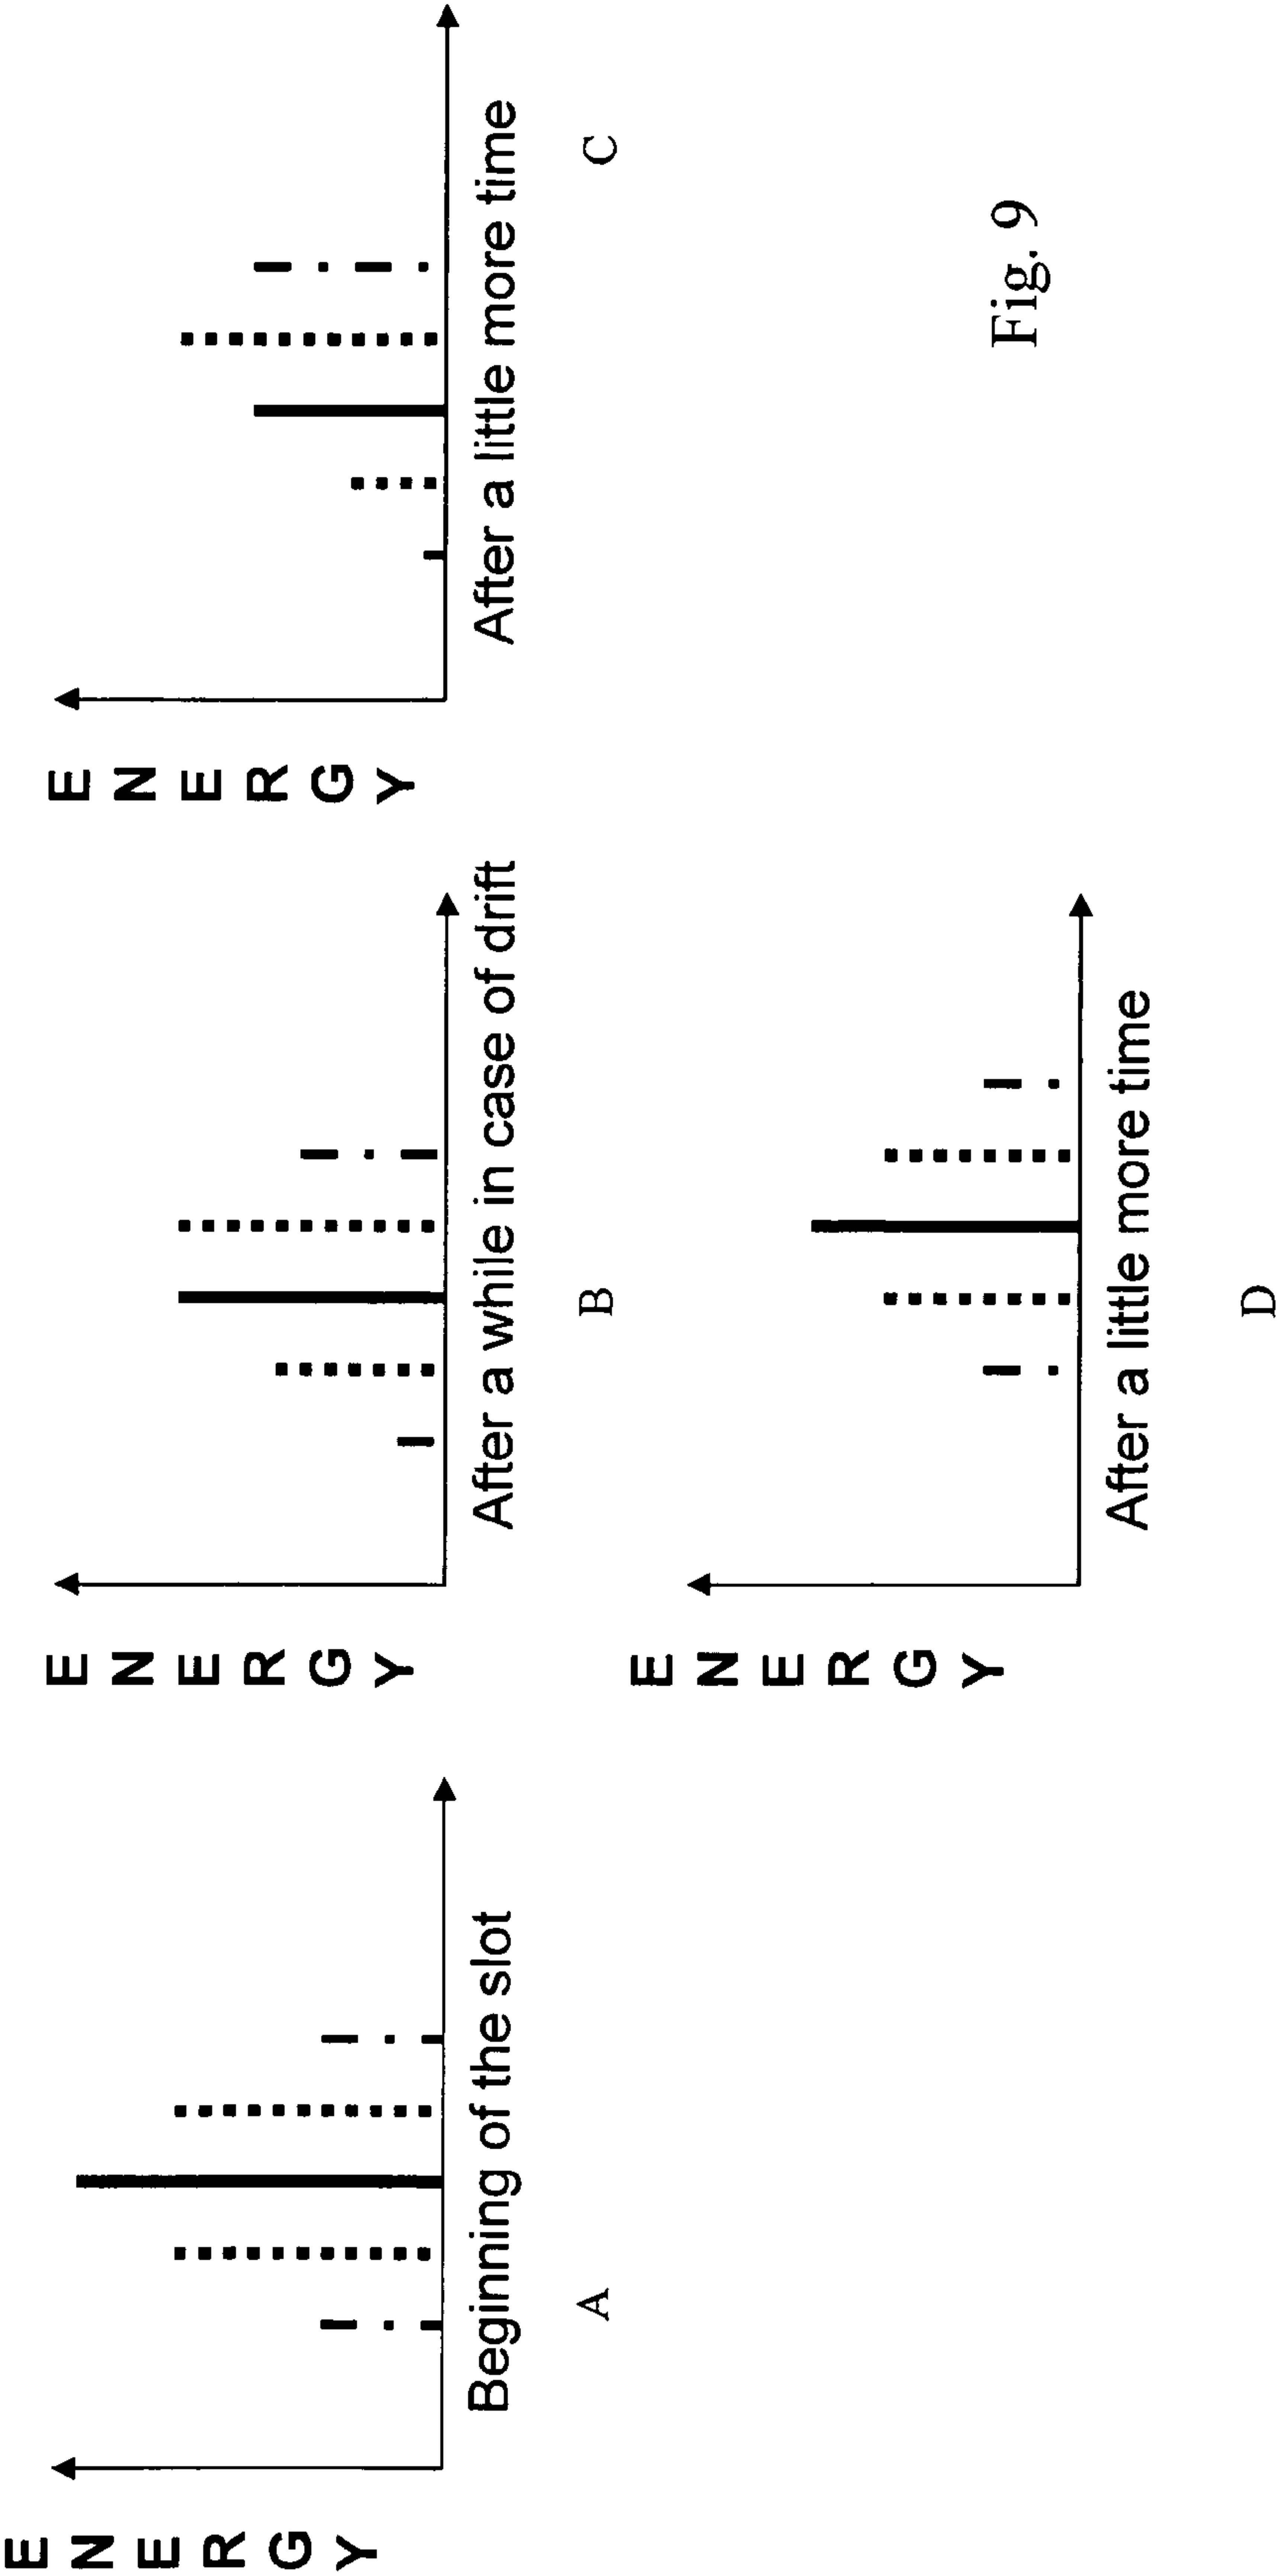 ENERGY
Beginning of the slot
A
ENERGY
After a while in case of drift
B
ENERGY
After a little more time
C
ENERGY
After a little more time
D
Fig. 9